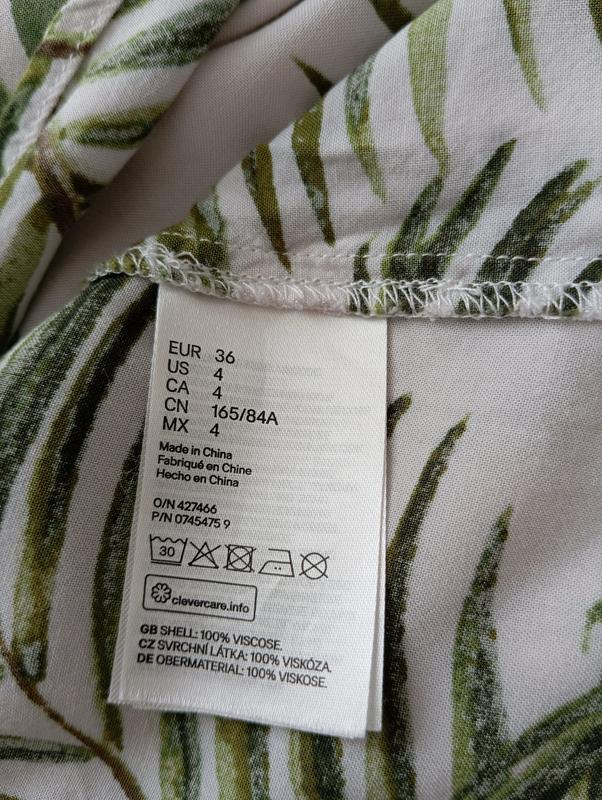 EUR 36
US 4
CA 4
CN 165/84A
MX 4
Made in China
Fabriqué en Chine
Hecho en China
O/N 427466
P/N 0745475 9
30
clevercare.info
GB SHELL: 100% VISCOSE.
CZ SVRCHNÍ LÁTKA: 100% VISKÓZA.
DE OBERMATERIAL: 100% VISKOSE.